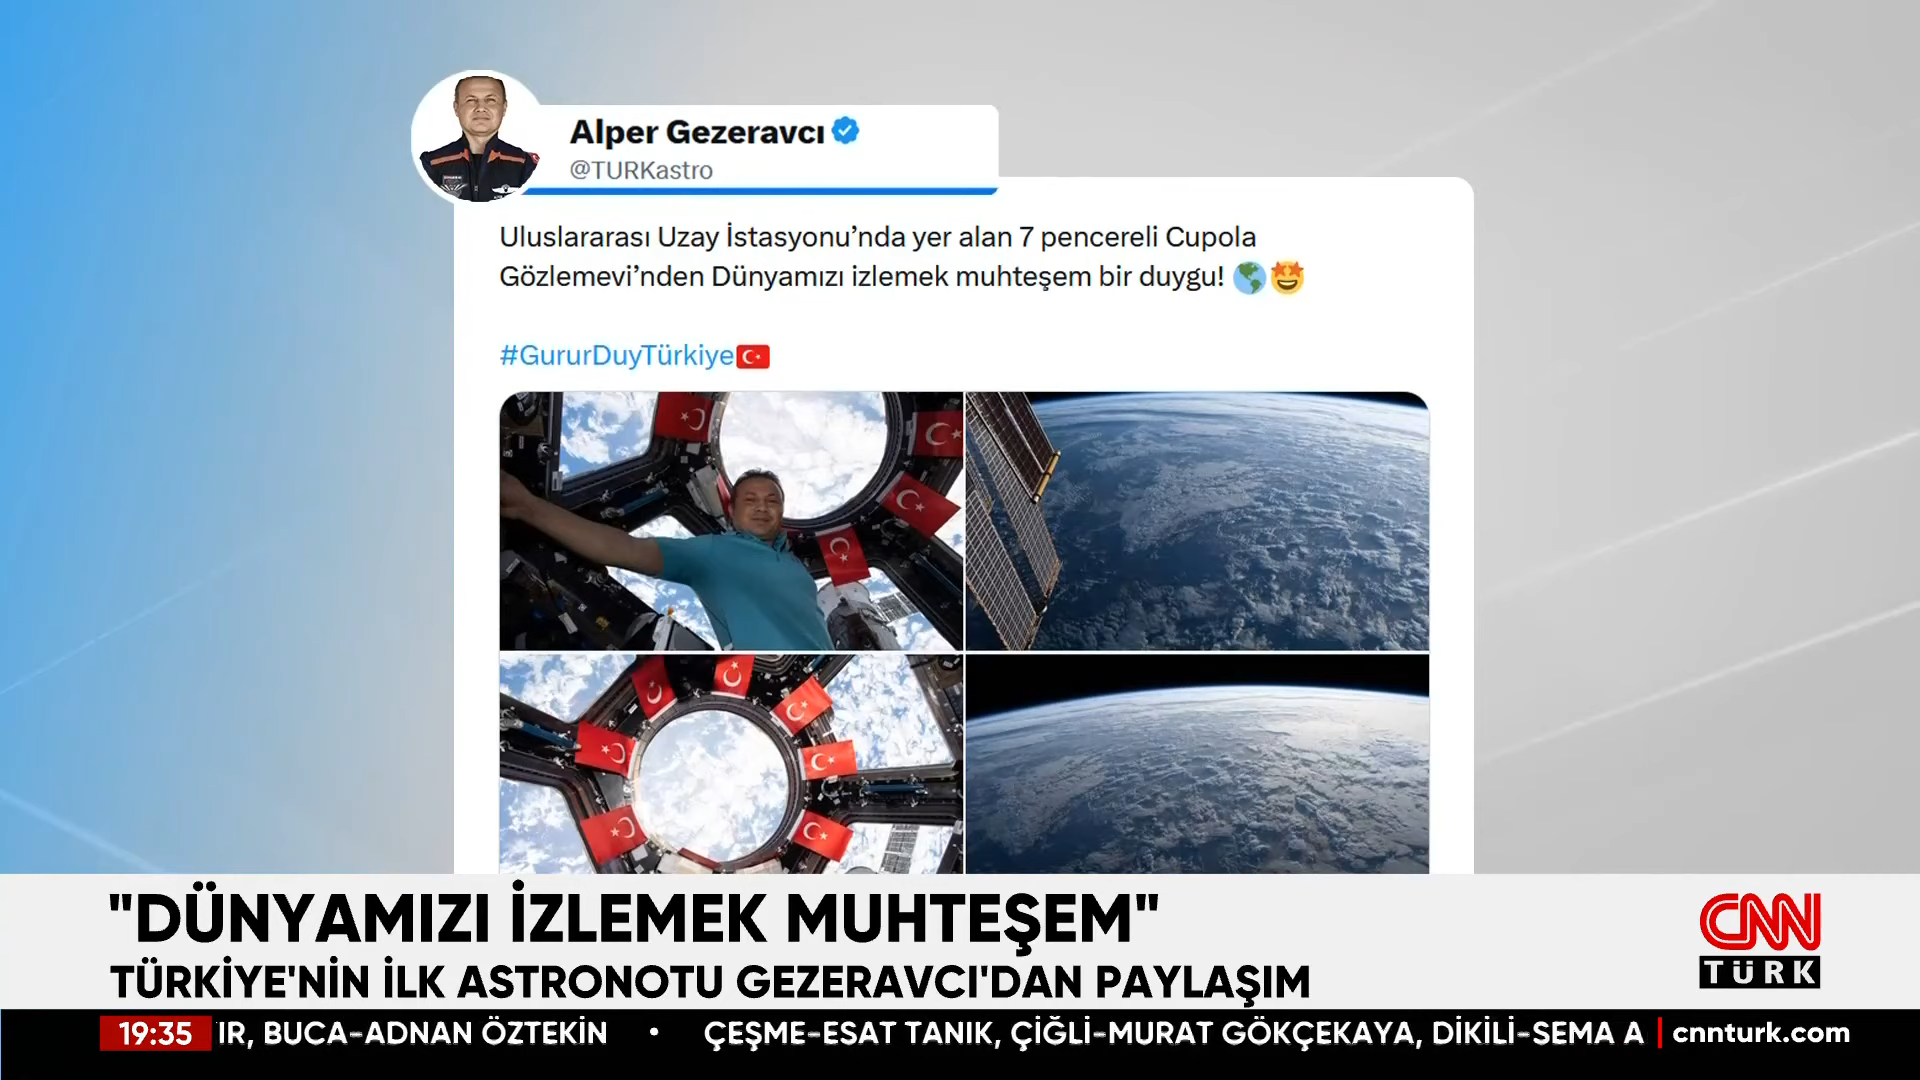 Alper Gezeravcı
@TURKastro
Uluslararası Uzay İstasyonu’nda yer alan 7 pencereli Cupola
Gözlemevi’nden Dünyamızı izlemek muhteşem bir duygu! 🌎🤩
#GururDuyTürkiye🇹🇷
"DÜNYAMIZI İZLEMEK MUHTEŞEM"
TÜRKİYE'NİN İLK ASTRONOTU GEZERAVCI'DAN PAYLAŞIM
CNN
TÜRK
19:35 IR, BUCA-ADNAN ÖZTEKİN • ÇEŞME-ESAT TANIK, ÇİĞLİ-MURAT GÖKÇEKAYA, DİKİLİ-SEMA A | cnnturk.com